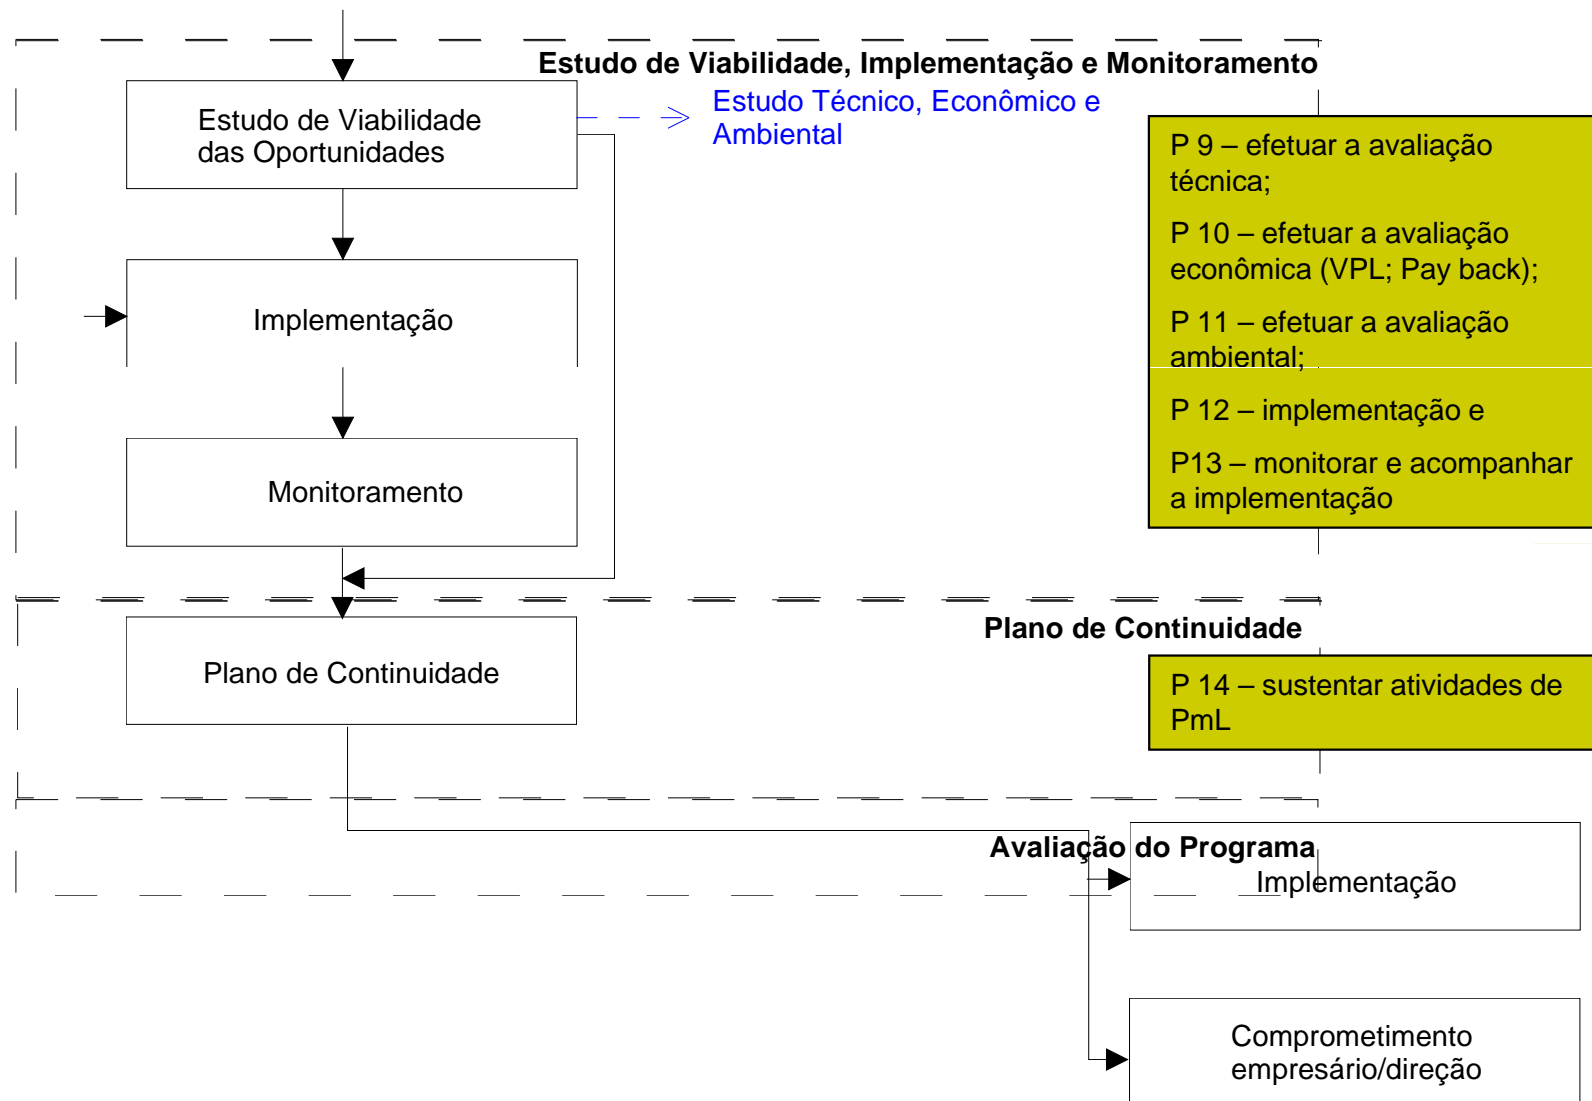 Estudo de Viabilidade, Implementação e Monitoramento
Estudo de Viabilidade
das Oportunidades
Estudo Técnico, Econômico e
Ambiental
P 9 – efetuar a avaliação
técnica;
P 10 – efetuar a avaliação
econômica (VPL; Pay back);
P 11 – efetuar a avaliação
ambiental;
P 12 – implementação e
P13 – monitorar e acompanhar
a implementação
Implementação
Monitoramento
Plano de Continuidade
Plano de Continuidade
P 14 – sustentar atividades de
PmL
Avaliação do Programa
Implementação
Comprometimento
empresário/direção